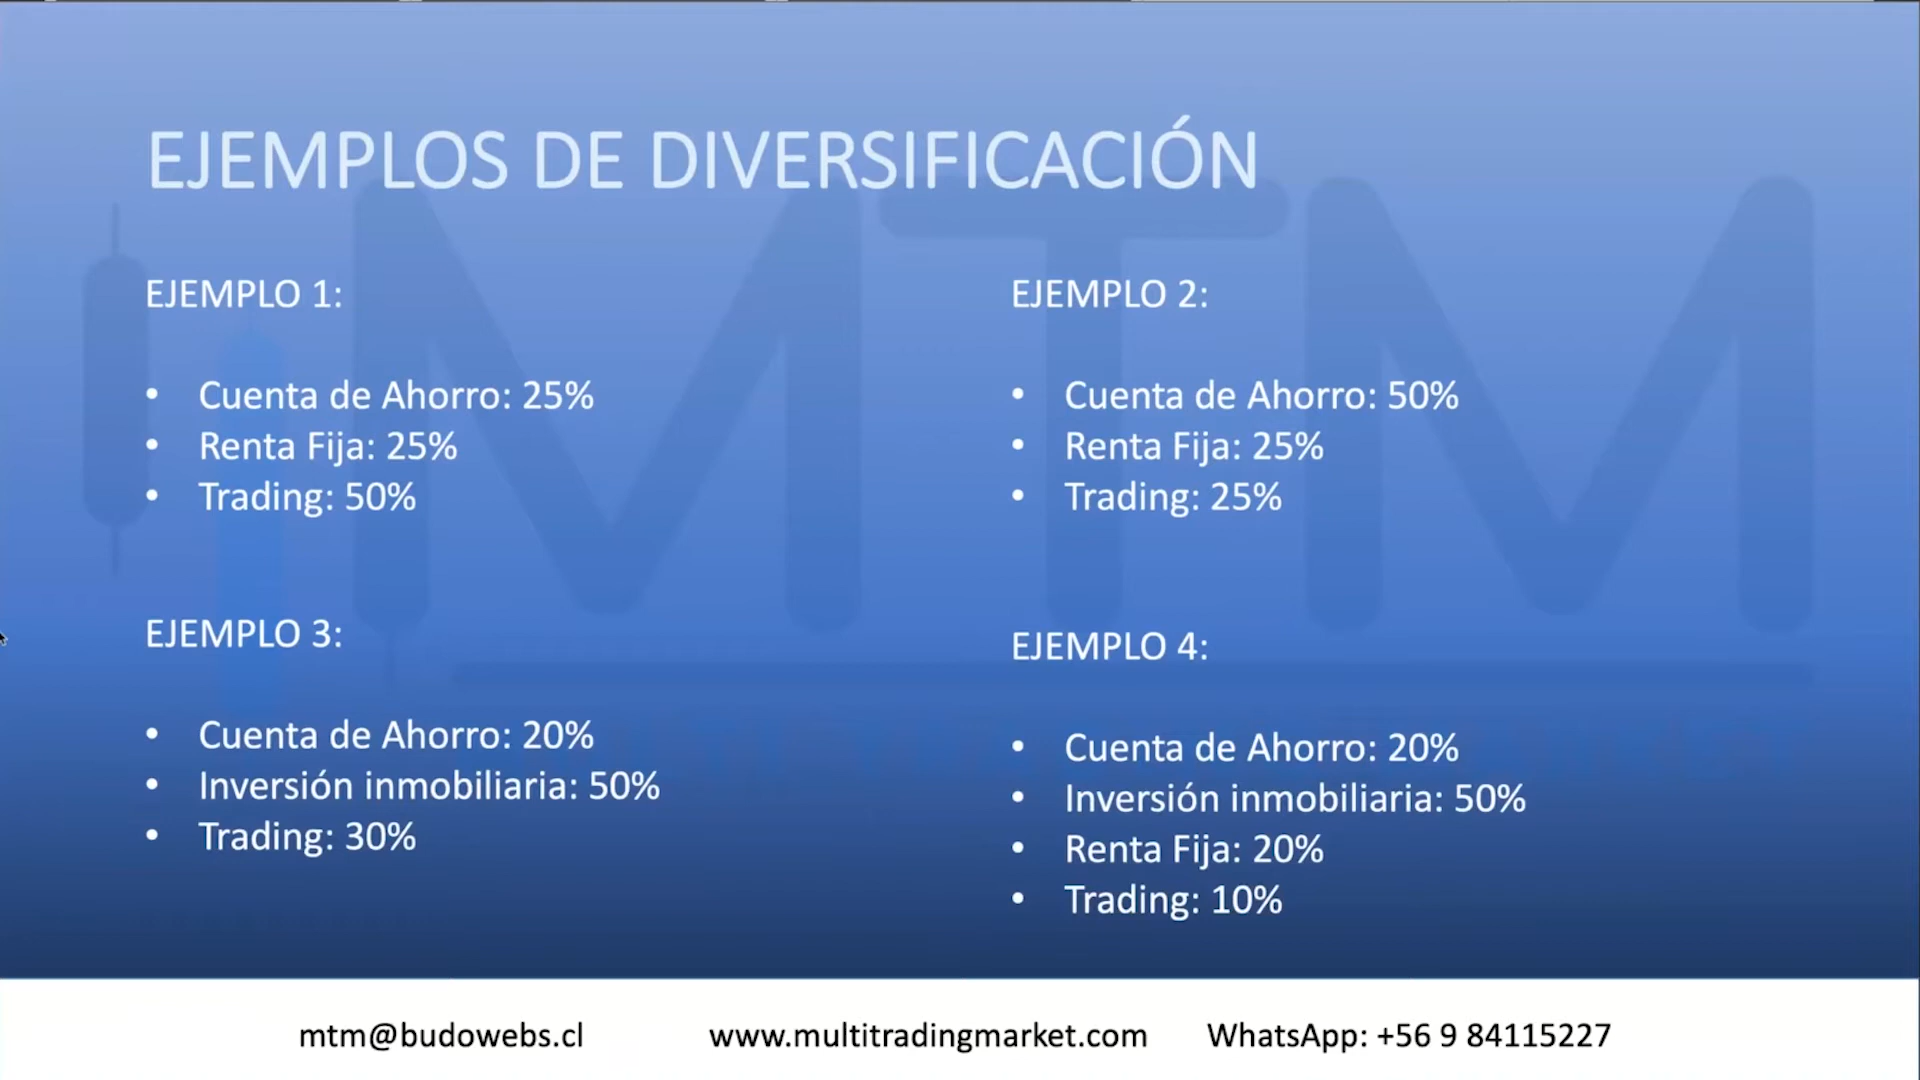 EJEMPLOS DE DIVERSIFICACIÓN
EJEMPLO 1:
• Cuenta de Ahorro: 25%
• Renta Fija: 25%
• Trading: 50%
EJEMPLO 2:
• Cuenta de Ahorro: 50%
• Renta Fija: 25%
• Trading: 25%
EJEMPLO 3:
• Cuenta de Ahorro: 20%
• Inversión inmobiliaria: 50%
• Trading: 30%
EJEMPLO 4:
• Cuenta de Ahorro: 20%
• Inversión inmobiliaria: 50%
• Renta Fija: 20%
• Trading: 10%
MTM
mtm@budowebs.cl www.multitradingmarket.com WhatsApp: +56 9 84115227